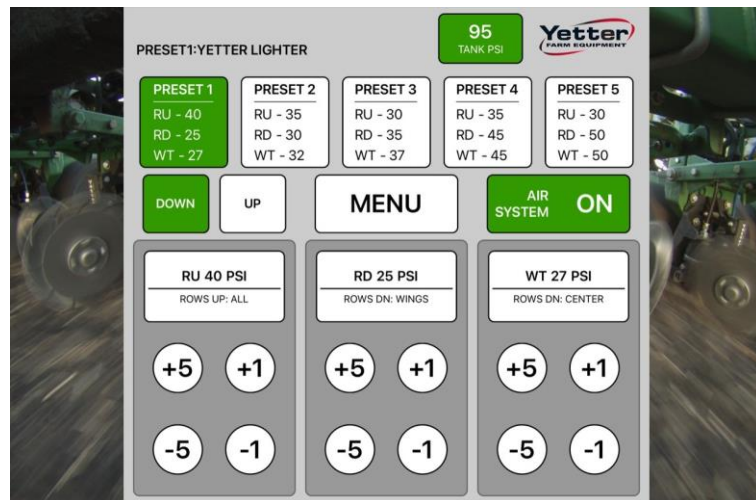 95
TANK PSI
Yetter
FARM EQUIPMENT
PRESET1:YETTER LIGHTER
PRESET 1
RU - 40
RD - 25
WT - 27
PRESET 2
RU - 35
RD - 30
WT - 32
PRESET 3
RU - 30
RD - 35
WT - 37
PRESET 4
RU - 35
RD - 45
WT - 45
PRESET 5
RU - 30
RD - 50
WT - 50
DOWN
UP
MENU
AIR
SYSTEM
ON
RU 40 PSI
ROWS UP: ALL
+5 +1
-5 -1
RD 25 PSI
ROWS DN: WINGS
+5 +1
-5 -1
WT 27 PSI
ROWS DN: CENTER
+5 +1
-5 -1